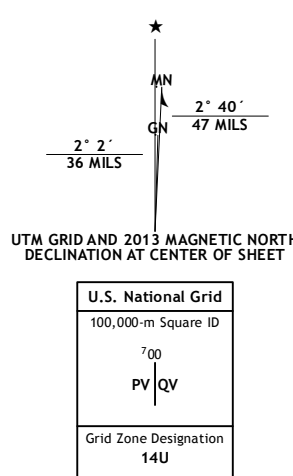 ★
MN
2° 40´
47 MILS
GN
2° 2´
36 MILS
UTM GRID AND 2013 MAGNETIC NORTH
DECLINATION AT CENTER OF SHEET
U.S. National Grid
100,000-m Square ID
⁷00
PV QV
Grid Zone Designation
14U